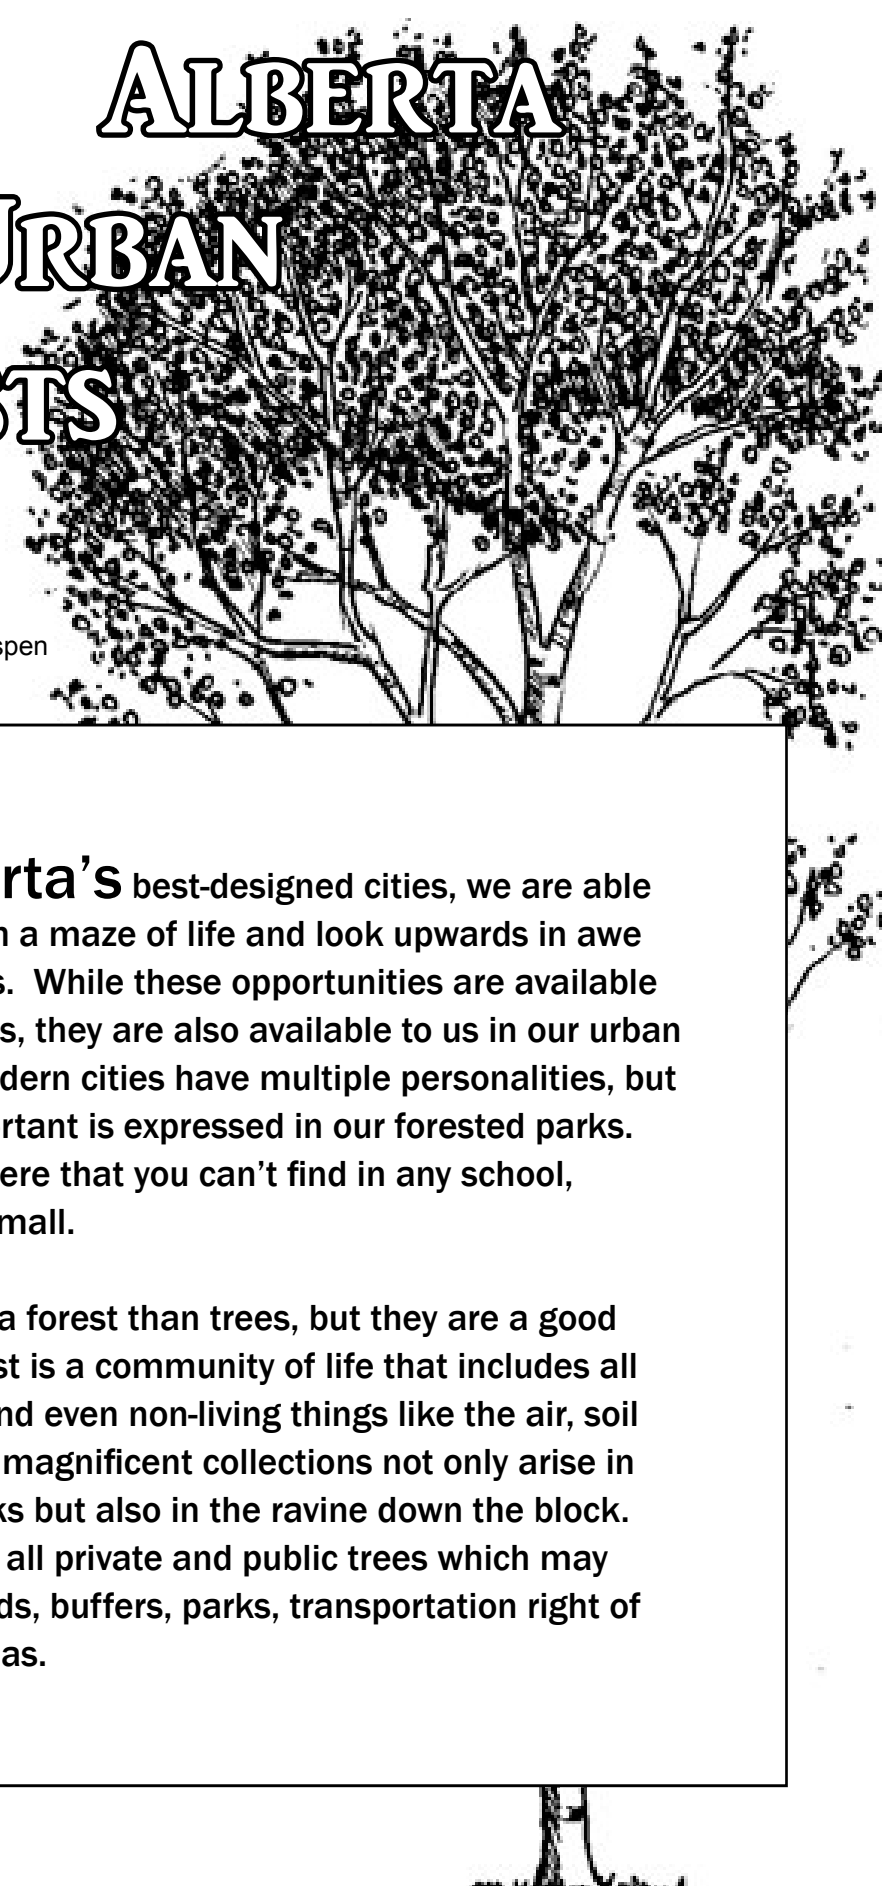 ALBERTA
URBAN
STS
spen
rta's best-designed cities, we are able
n a maze of life and look upwards in awe
s.  While these opportunities are available
s, they are also available to us in our urban
dern cities have multiple personalities, but
rtant is expressed in our forested parks.
ere that you can't find in any school,
mall.
a forest than trees, but they are a good
st is a community of life that includes all
nd even non-living things like the air, soil
magnificent collections not only arise in
ks but also in the ravine down the block.
all private and public trees which may
ds, buffers, parks, transportation right of
as.